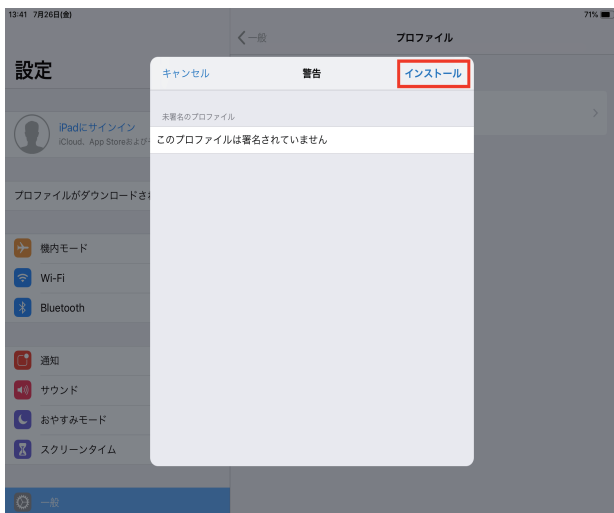 13:41 7月26日(金)
71%
一般
プロファイル
設定
キャンセル
警告
インストール
未署名のプロファイル
iPadにサインイン
iCloud、App Storeおよび
このプロファイルは署名されていません
プロファイルがダウンロードされ
機内モード
Wi-Fi
Bluetooth
通知
サウンド
おやすみモード
スクリーンタイム
一般